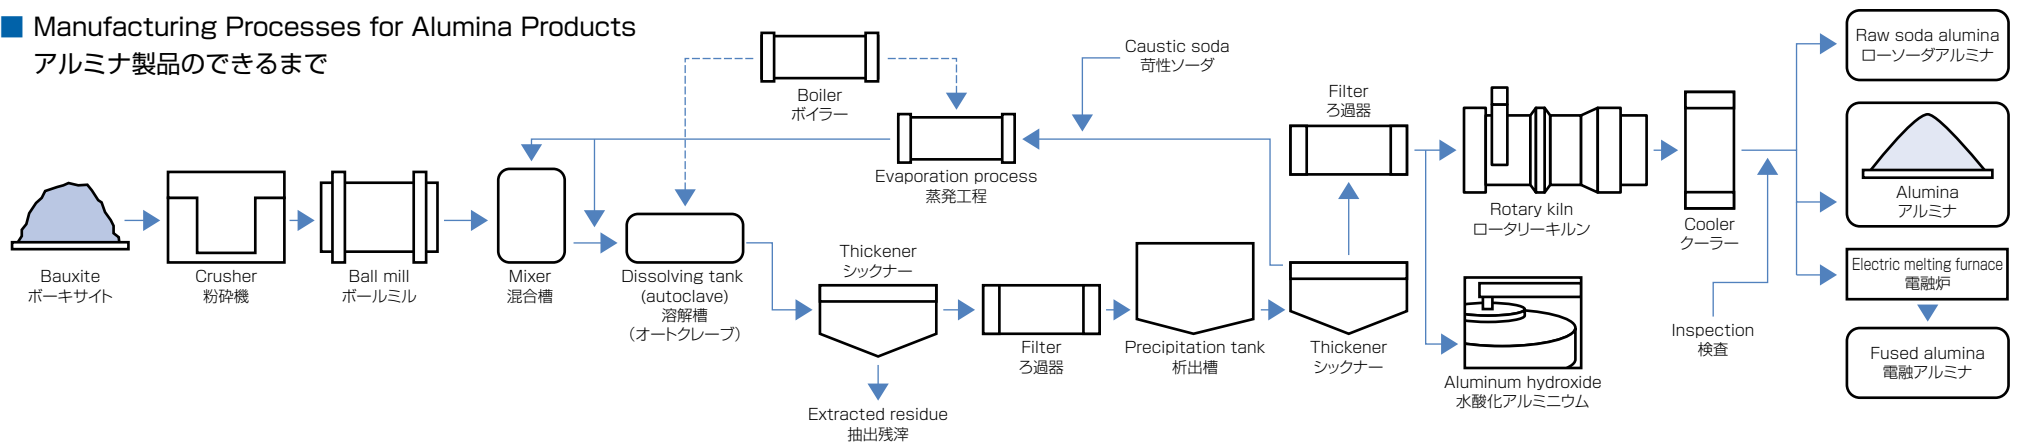 Manufacturing Processes for Alumina Products
アルミナ製品のできるまで
Bauxite
ボーキサイト
Crusher
粉砕機
Ball mill
ボールミル
Mixer
混合槽
Boiler
ボイラー
Dissolving tank
(autoclave)
溶解槽
（オートクレーブ）
Evaporation process
蒸発工程
Caustic soda
苛性ソーダ
Thickener
シックナー
Extracted residue
抽出残滓
Filter
ろ過器
Precipitation tank
析出槽
Thickener
シックナー
Filter
ろ過器
Rotary kiln
ロータリーキルン
Aluminum hydroxide
水酸化アルミニウム
Cooler
クーラー
Inspection
検査
Raw soda alumina
ローソーダアルミナ
Alumina
アルミナ
Electric melting furnace
電融炉
Fused alumina
電融アルミナ